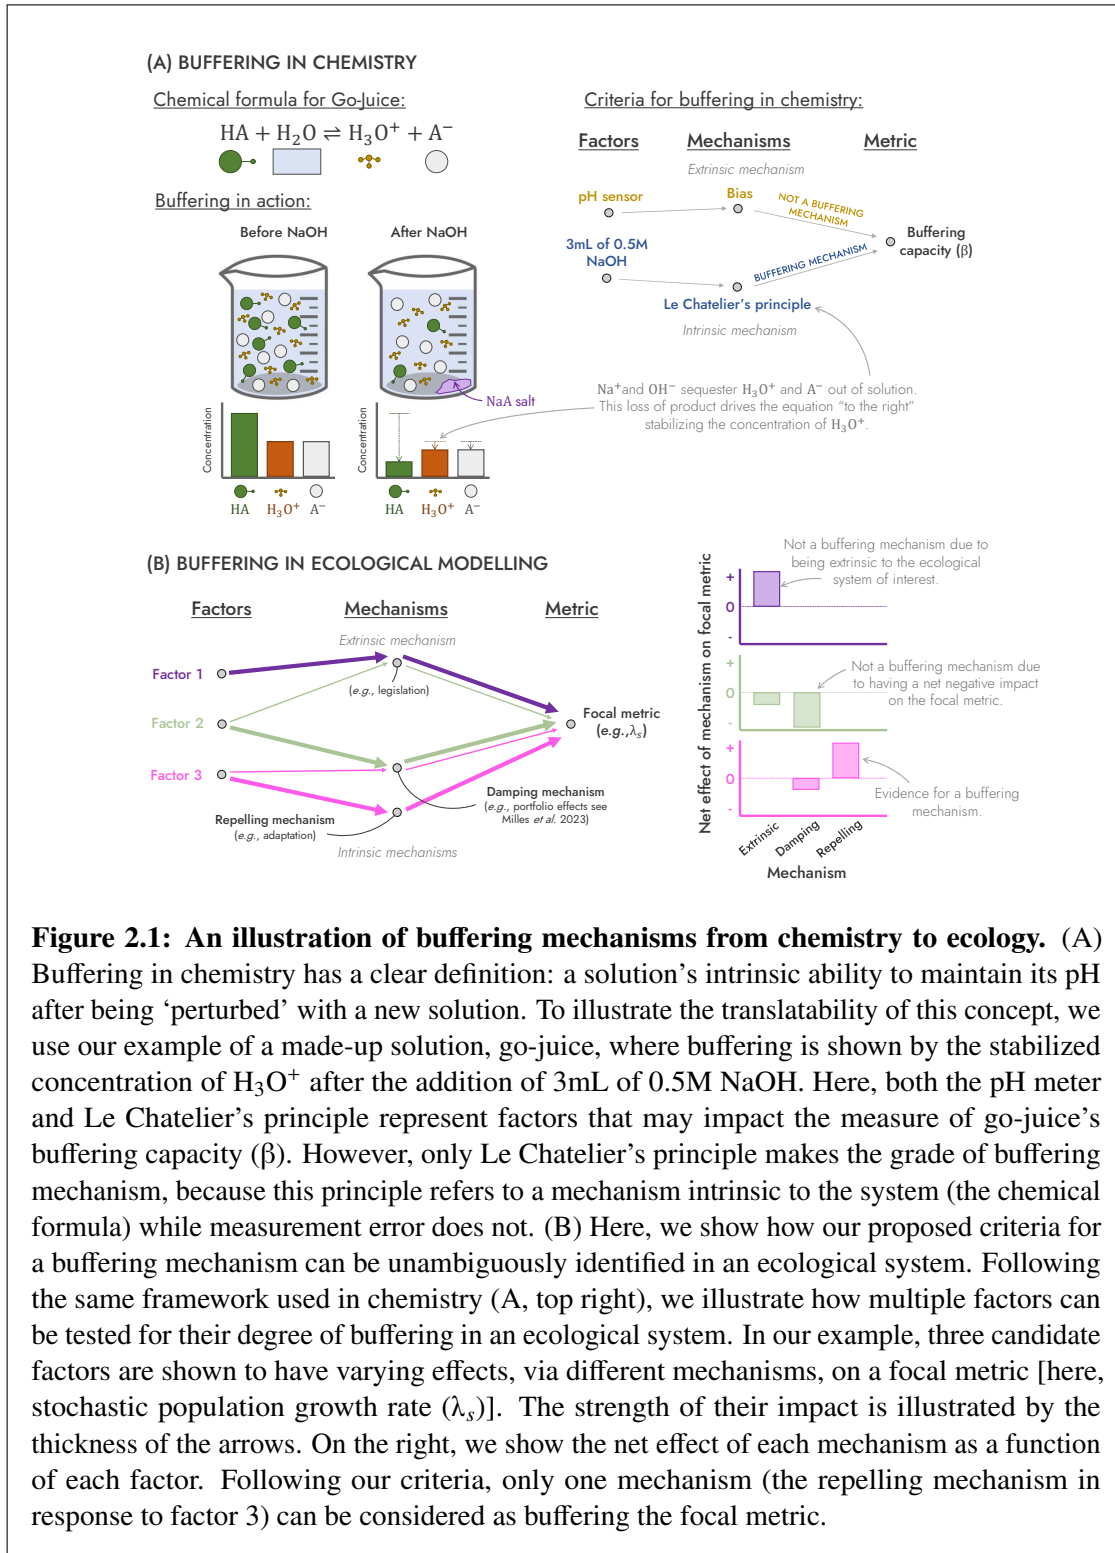 (A) BUFFERING IN CHEMISTRY
Chemical formula for Go-Juice:
HA + H₂O ⇌ H₃O⁺ + A⁻
Buffering in action:
Before NaOH
After NaOH
NaA salt
Concentration
HA
H₃O⁺
A⁻
Concentration
HA
H₃O⁺
A⁻
Criteria for buffering in chemistry:
Factors
Mechanisms
Metric
Extrinsic mechanism
pH sensor
Bias
NOT A BUFFERING
MECHANISM
3mL of 0.5M
NaOH
BUFFERING MECHANISM
Buffering
capacity (β)
Le Chatelier's principle
Intrinsic mechanism
Na⁺and OH⁻ sequester H₃O⁺ and A⁻ out of solution.
This loss of product drives the equation "to the right"
stabilizing the concentration of H₃O⁺.
(B) BUFFERING IN ECOLOGICAL MODELLING
Factors
Mechanisms
Metric
Extrinsic mechanism
Factor 1
(e.g., legislation)
Factor 2
Focal metric
(e.g.,λₛ)
Factor 3
Damping mechanism
(e.g., portfolio effects see
Milles et al. 2023)
Repelling mechanism
(e.g., adaptation)
Intrinsic mechanisms
Net effect of mechanism on focal metric
+
0
-
Not a buffering mechanism due to
being extrinsic to the ecological
system of interest.
+
0
-
Not a buffering mechanism due
to having a net negative impact
on the focal metric.
+
0
-
Evidence for a buffering
mechanism.
Extrinsic
Damping
Repelling
Mechanism
Figure 2.1: An illustration of buffering mechanisms from chemistry to ecology. (A)
Buffering in chemistry has a clear definition: a solution's intrinsic ability to maintain its pH
after being 'perturbed' with a new solution. To illustrate the translatability of this concept, we
use our example of a made-up solution, go-juice, where buffering is shown by the stabilized
concentration of H₃O⁺ after the addition of 3mL of 0.5M NaOH. Here, both the pH meter
and Le Chatelier's principle represent factors that may impact the measure of go-juice's
buffering capacity (β). However, only Le Chatelier's principle makes the grade of buffering
mechanism, because this principle refers to a mechanism intrinsic to the system (the chemical
formula) while measurement error does not. (B) Here, we show how our proposed criteria for
a buffering mechanism can be unambiguously identified in an ecological system. Following
the same framework used in chemistry (A, top right), we illustrate how multiple factors can
be tested for their degree of buffering in an ecological system. In our example, three candidate
factors are shown to have varying effects, via different mechanisms, on a focal metric [here,
stochastic population growth rate (λₛ)]. The strength of their impact is illustrated by the
thickness of the arrows. On the right, we show the net effect of each mechanism as a function
of each factor. Following our criteria, only one mechanism (the repelling mechanism in
response to factor 3) can be considered as buffering the focal metric.